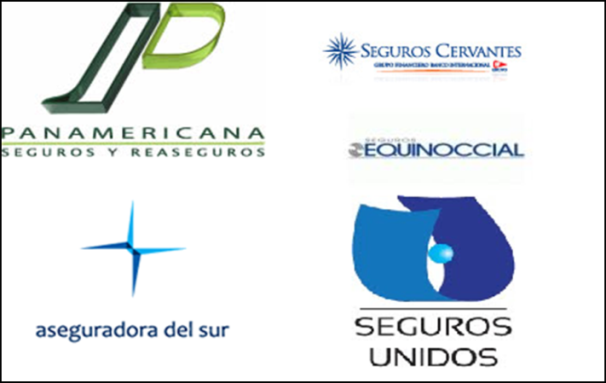 PANAMERICANA
SEGUROS Y REASEGUROS
SEGUROS CERVANTES
GRUPO FINANCIERO BANCO INTERNACIONAL
SEGUROS
EQUINOCCIAL
aseguradora del sur
SEGUROS
UNIDOS